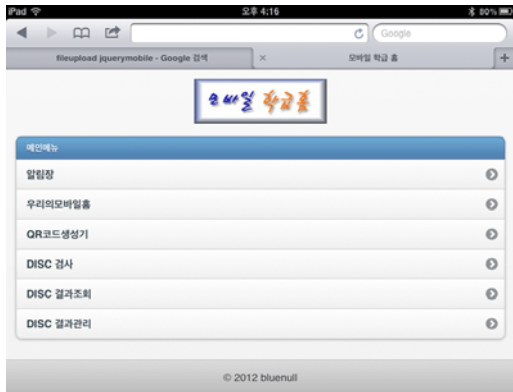 iPad 오후 4:16 80%
Google
fileupload jquerymobile - Google 검색 모바일 학급 홈
모바일 학급홈
메인메뉴
알림장
우리의모바일홈
QR코드생성기
DISC 검사
DISC 결과조회
DISC 결과관리
© 2012 bluenull